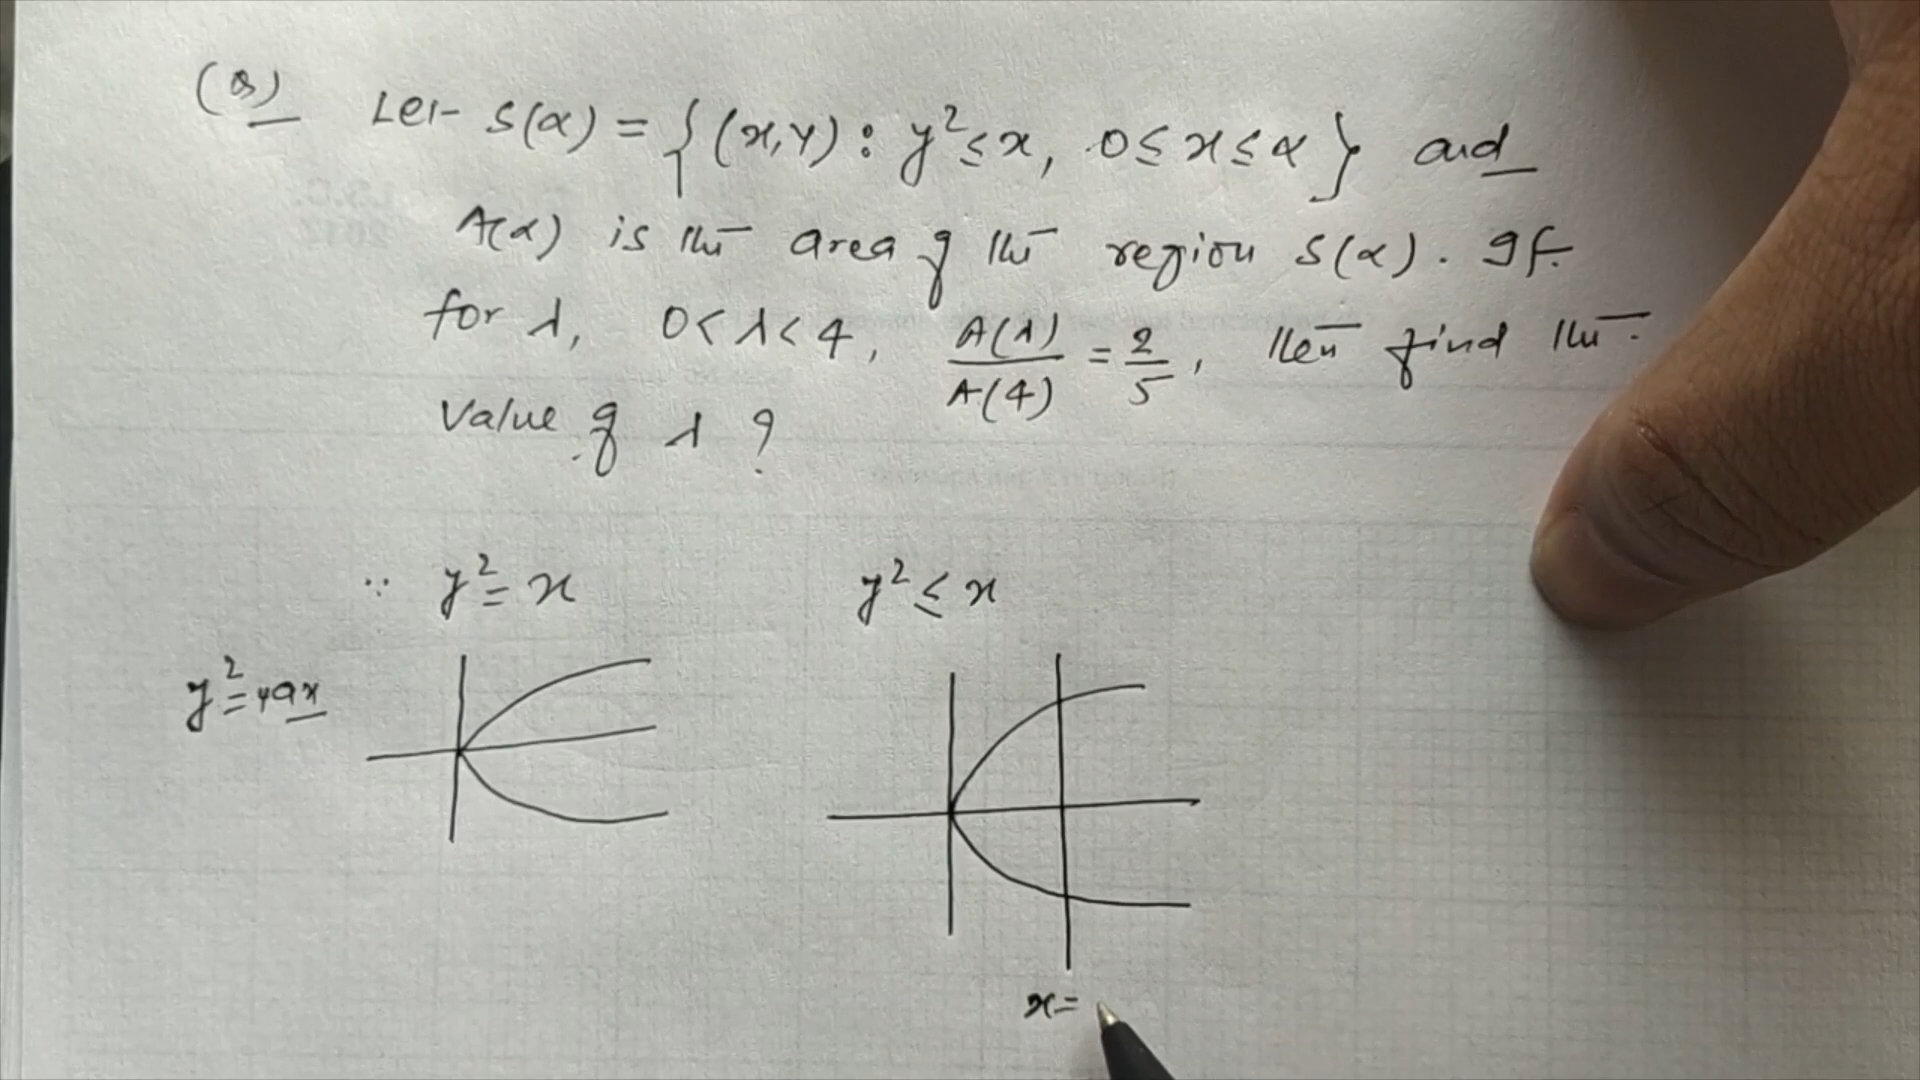 (Q) Let S(α) = {(x,y) : y² ≤ x, 0 ≤ x ≤ α} and
A(α) is the area of the region S(α). If
for λ, 0 < λ < 4, A(λ)/A(4) = 2/5, then find the
value of λ ?
∵ y² = x
y² ≤ x
y² = 4ax
x =